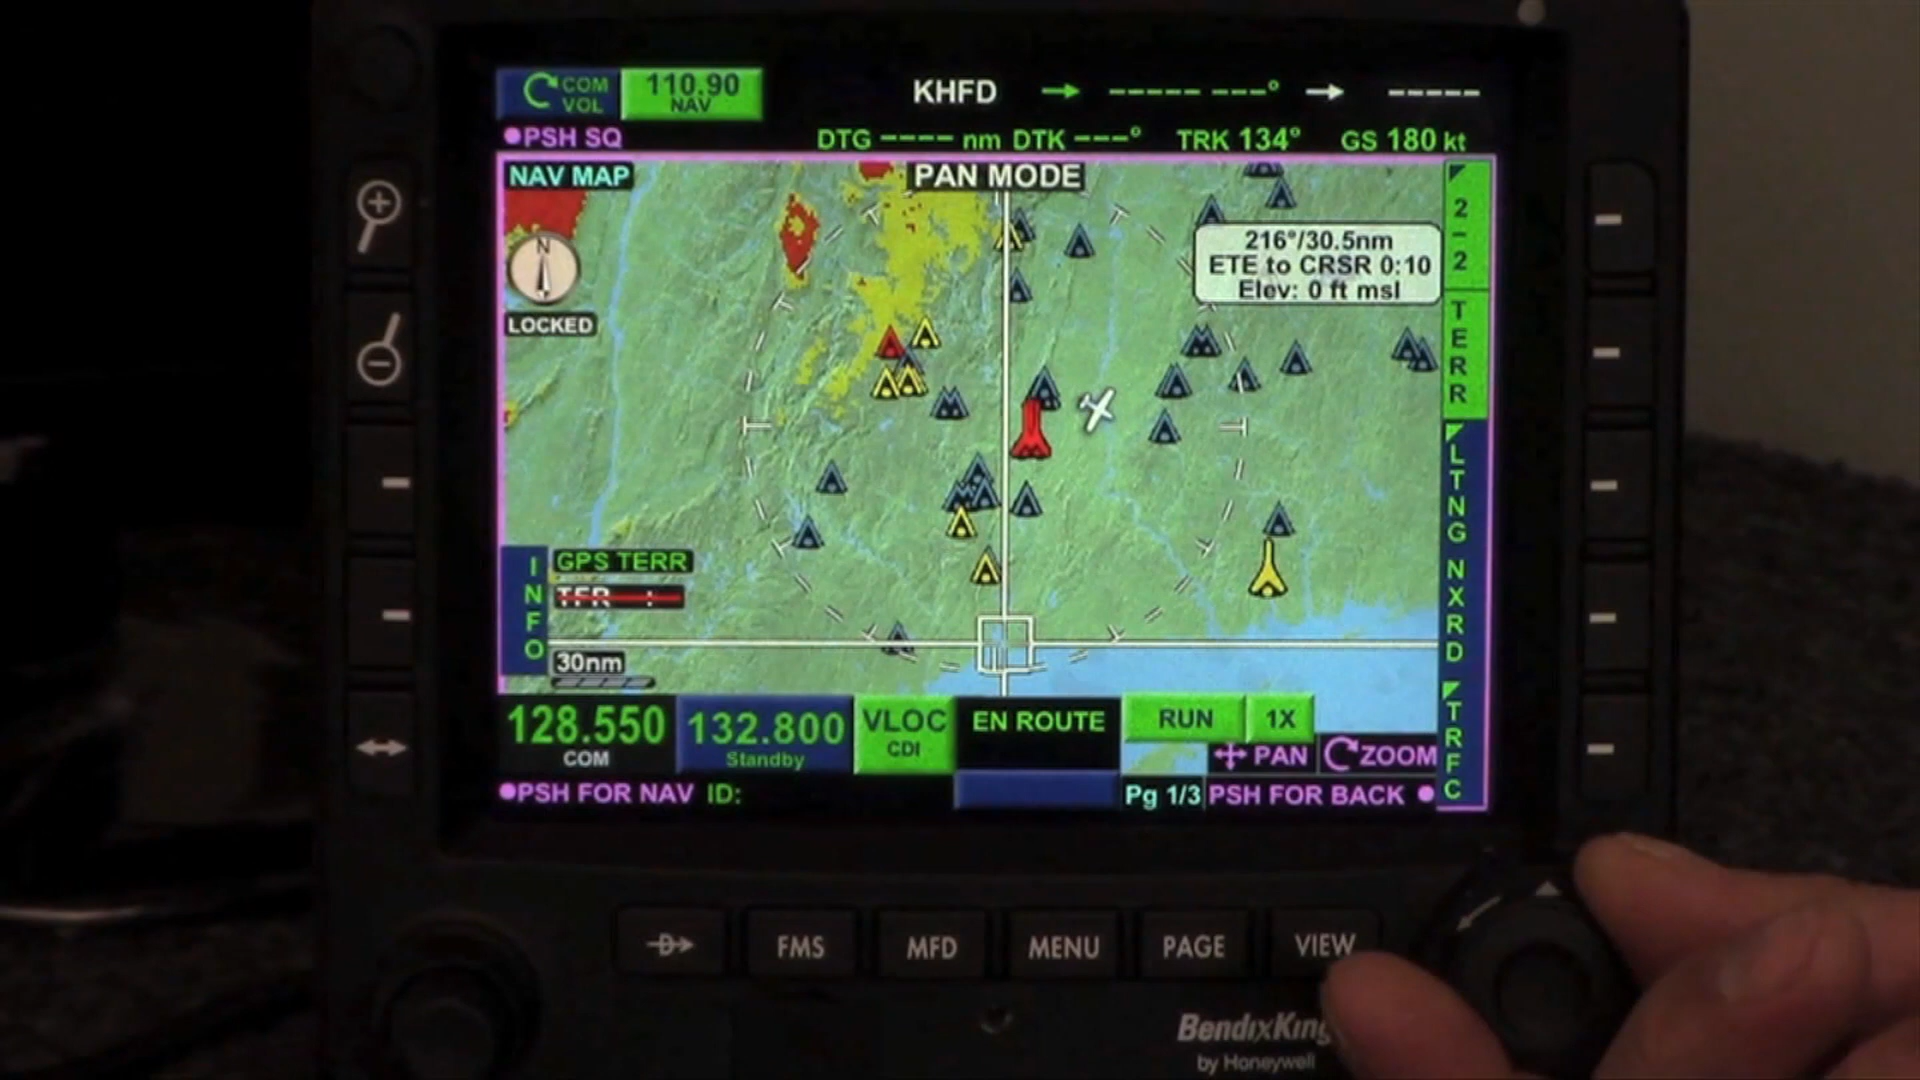 COM VOL
110.90 NAV
KHFD → ----- ---° → -----
PSH SQ
DTG ---- nm DTK ---° TRK 134° GS 180 kt
NAV MAP
PAN MODE
N
LOCKED
216°/30.5nm
ETE to CRSR 0:10
Elev: 0 ft msl
2-2
TERR
LTNG NXRD
TRFC
INFO
GPS TERR
TFR
30nm
128.550 COM
132.800 Standby
VLOC CDI
EN ROUTE
RUN 1X
PAN ZOOM
PSH FOR NAV ID:
Pg 1/3 PSH FOR BACK
D FMS MFD MENU PAGE VIEW
BendixKing
by Honeywell